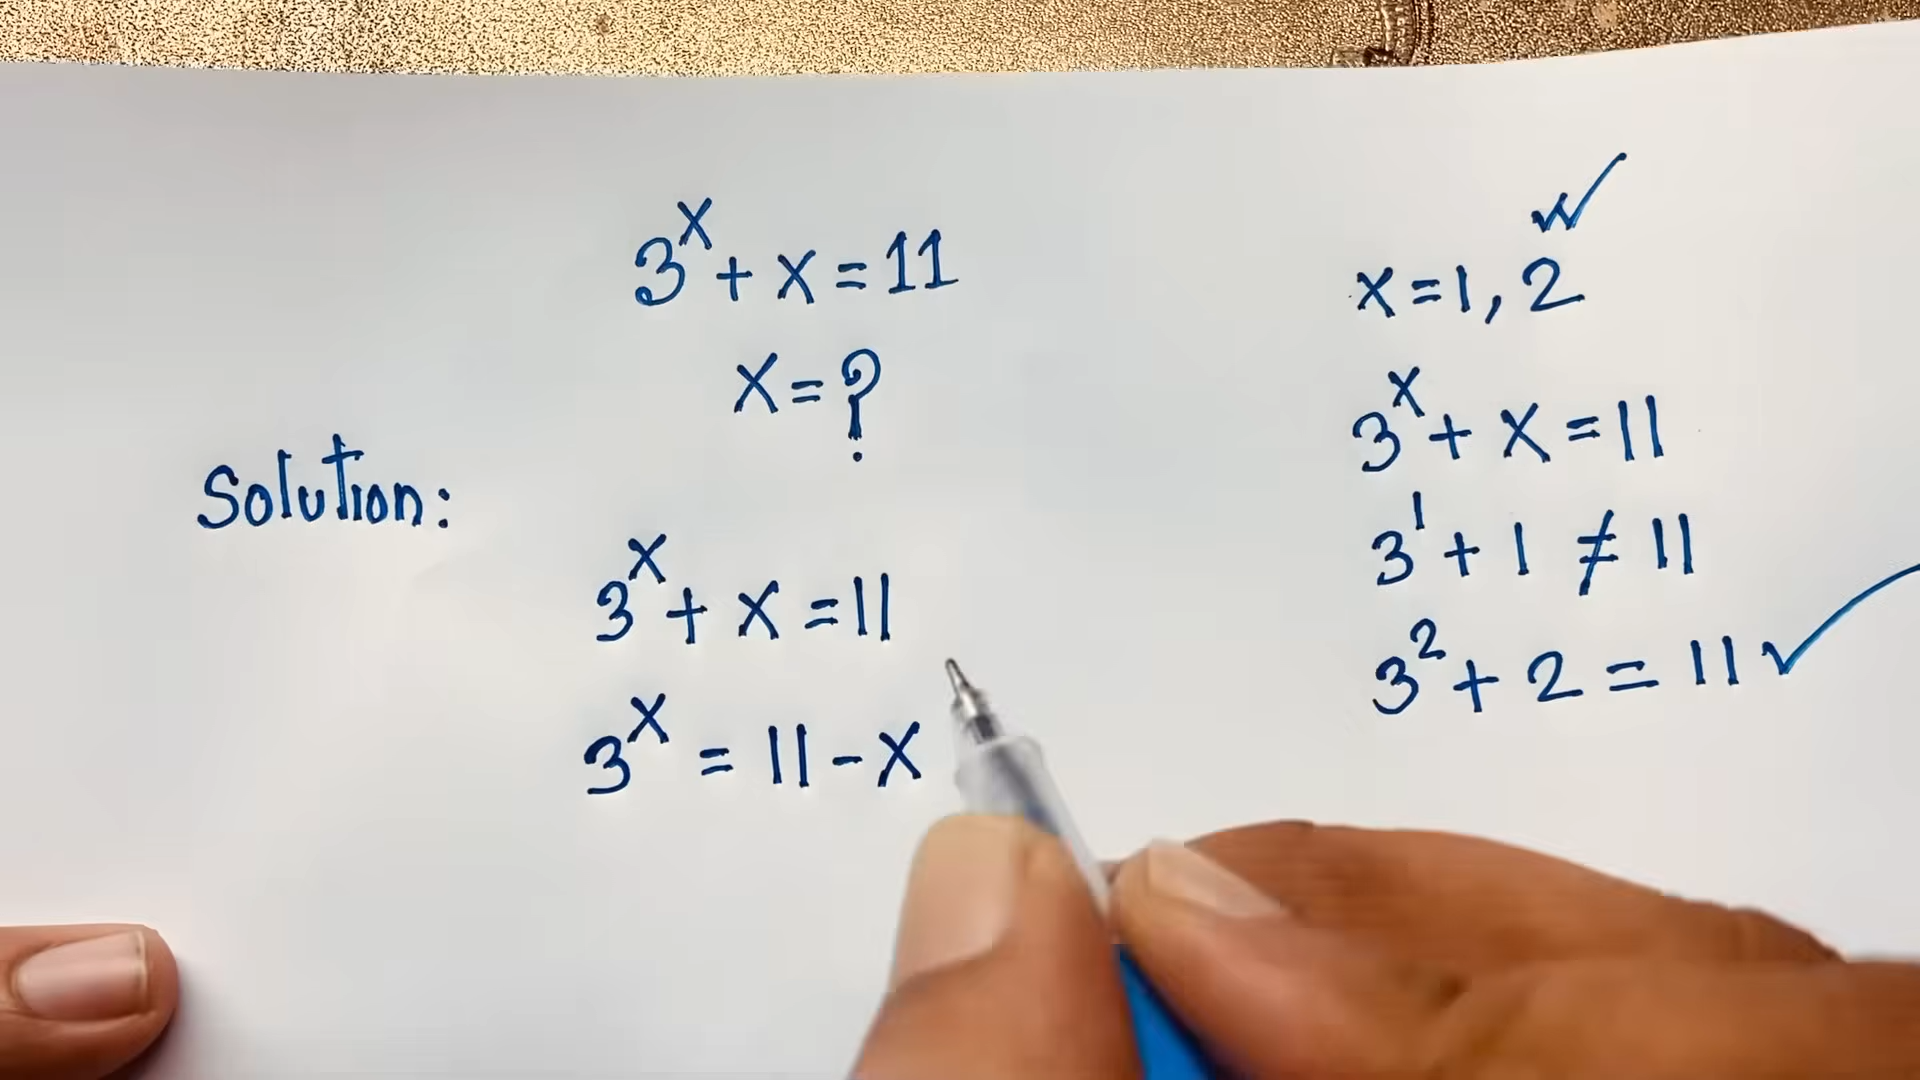 3^x + x = 11
x = ?
Solution:
3^x + x = 11
3^x = 11 - x
x = 1, 2 ✓
3^x + x = 11
3^1 + 1 ≠ 11
3^2 + 2 = 11 ✓